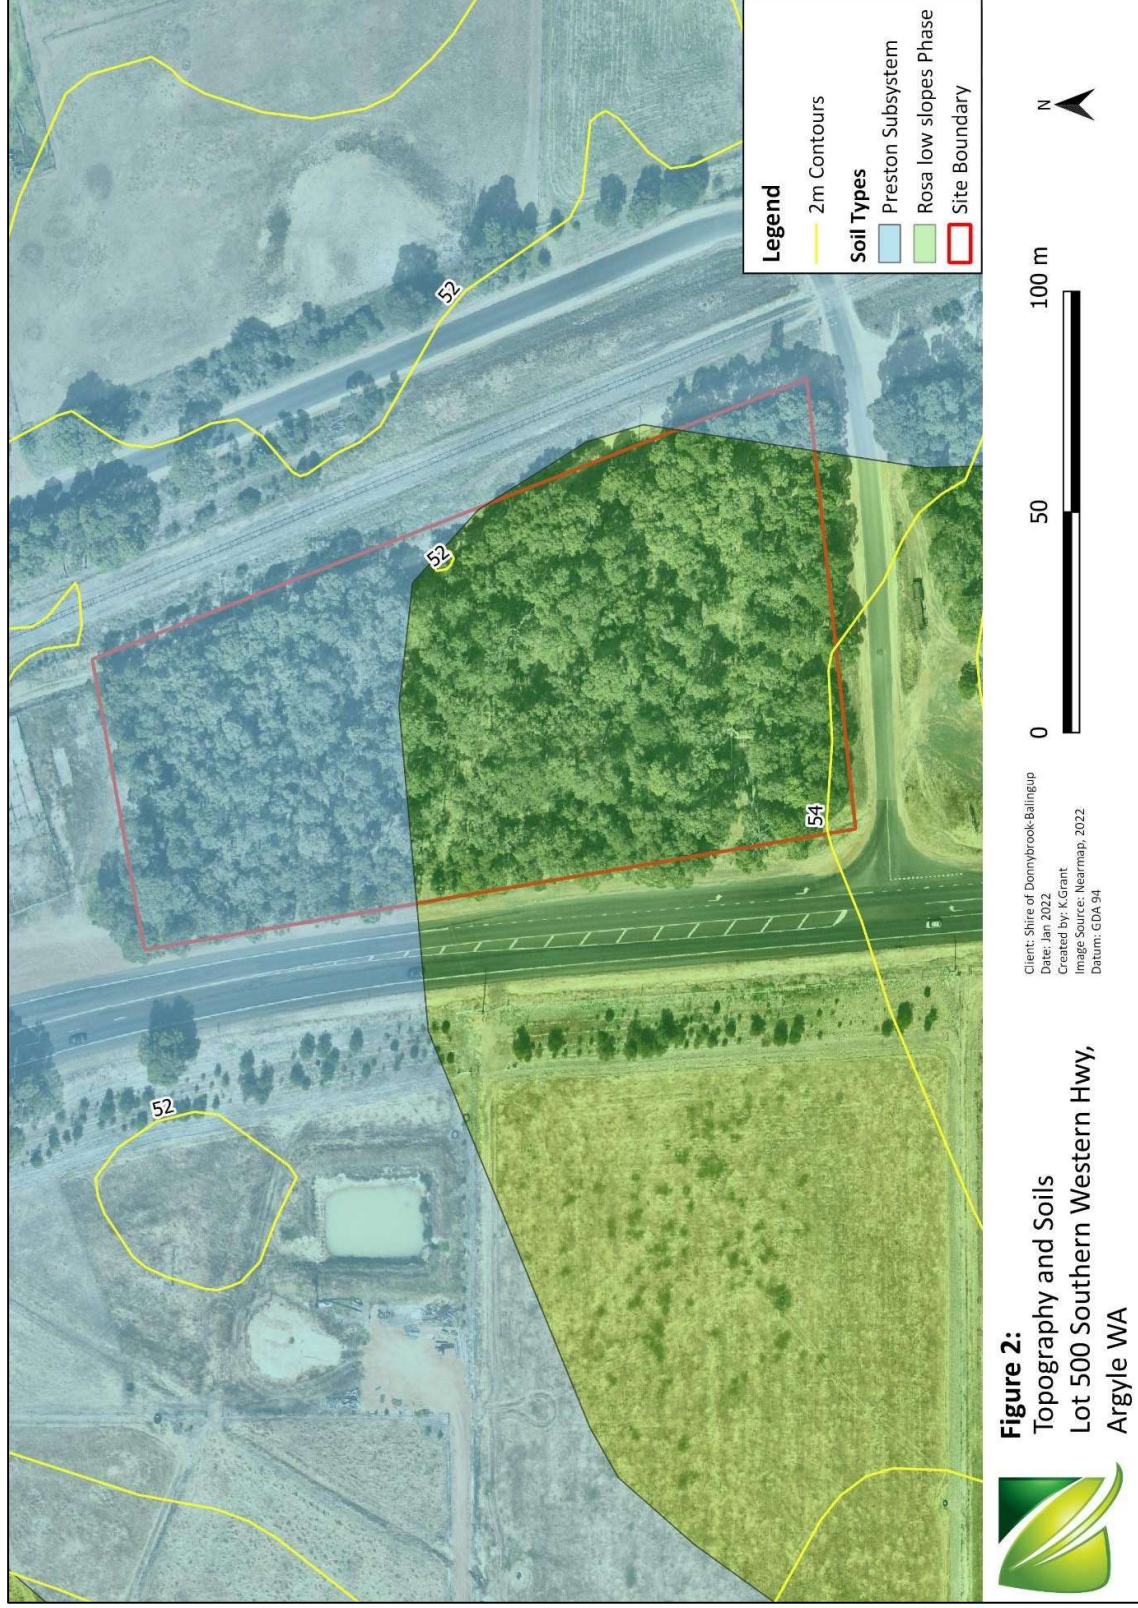 52
52
52
54
Legend
2m Contours
Soil Types
Preston Subsystem
Rosa low slopes Phase
Site Boundary
Figure 2:
Topography and Soils
Lot 500 Southern Western Hwy,
Argyle WA
Client: Shire of Donnybrook-Balingup
Date: Jan 2022
Created by: K.Grant
Image Source: Nearmap, 2022
Datum: GDA 94
0 50 100 m
N